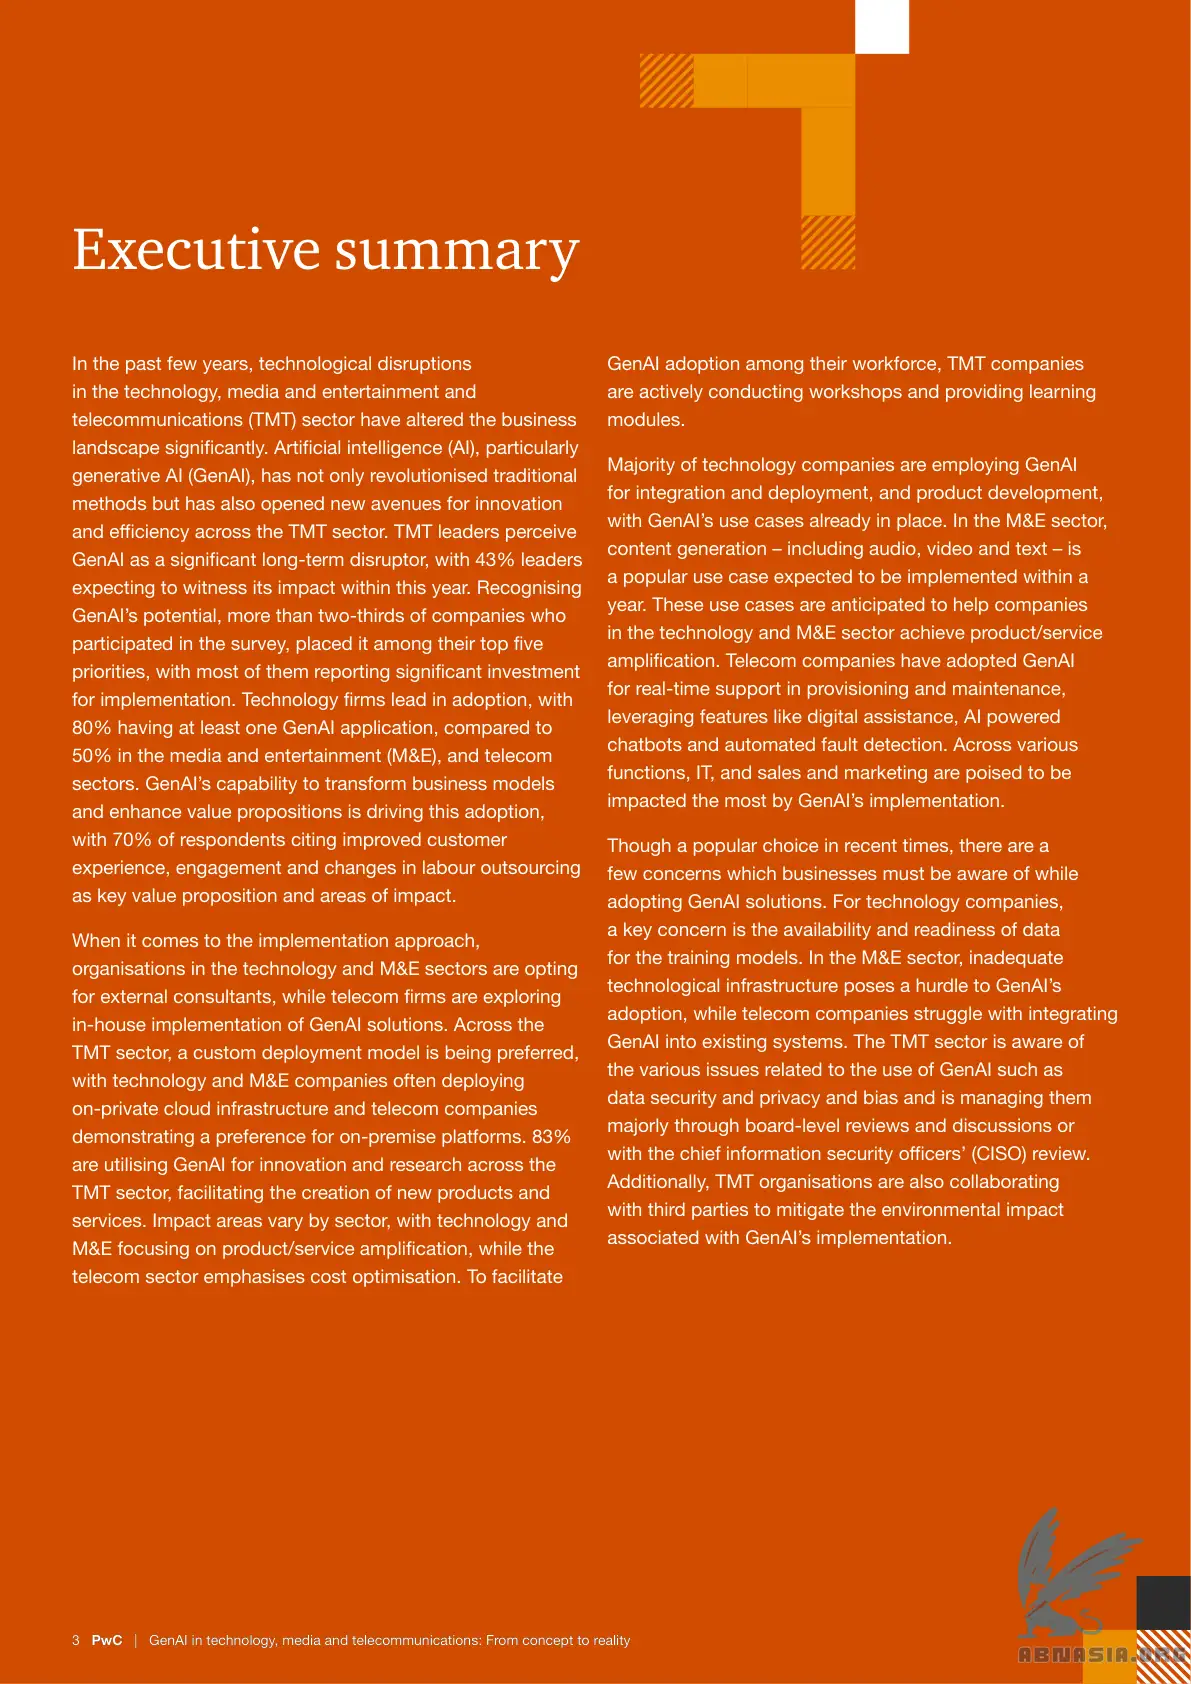 Executive summary
In the past few years, technological disruptions
in the technology, media and entertainment and
telecommunications (TMT) sector have altered the business
landscape significantly. Artificial intelligence (AI), particularly
generative AI (GenAI), has not only revolutionised traditional
methods but has also opened new avenues for innovation
and efficiency across the TMT sector. TMT leaders perceive
GenAI as a significant long-term disruptor, with 43% leaders
expecting to witness its impact within this year. Recognising
GenAI’s potential, more than two-thirds of companies who
participated in the survey, placed it among their top five
priorities, with most of them reporting significant investment
for implementation. Technology firms lead in adoption, with
80% having at least one GenAI application, compared to
50% in the media and entertainment (M&E), and telecom
sectors. GenAI’s capability to transform business models
and enhance value propositions is driving this adoption,
with 70% of respondents citing improved customer
experience, engagement and changes in labour outsourcing
as key value proposition and areas of impact.
When it comes to the implementation approach,
organisations in the technology and M&E sectors are opting
for external consultants, while telecom firms are exploring
in-house implementation of GenAI solutions. Across the
TMT sector, a custom deployment model is being preferred,
with technology and M&E companies often deploying
on-private cloud infrastructure and telecom companies
demonstrating a preference for on-premise platforms. 83%
are utilising GenAI for innovation and research across the
TMT sector, facilitating the creation of new products and
services. Impact areas vary by sector, with technology and
M&E focusing on product/service amplification, while the
telecom sector emphasises cost optimisation. To facilitate
GenAI adoption among their workforce, TMT companies
are actively conducting workshops and providing learning
modules.
Majority of technology companies are employing GenAI
for integration and deployment, and product development,
with GenAI’s use cases already in place. In the M&E sector,
content generation – including audio, video and text – is
a popular use case expected to be implemented within a
year. These use cases are anticipated to help companies
in the technology and M&E sector achieve product/service
amplification. Telecom companies have adopted GenAI
for real-time support in provisioning and maintenance,
leveraging features like digital assistance, AI powered
chatbots and automated fault detection. Across various
functions, IT, and sales and marketing are poised to be
impacted the most by GenAI’s implementation.
Though a popular choice in recent times, there are a
few concerns which businesses must be aware of while
adopting GenAI solutions. For technology companies,
a key concern is the availability and readiness of data
for the training models. In the M&E sector, inadequate
technological infrastructure poses a hurdle to GenAI’s
adoption, while telecom companies struggle with integrating
GenAI into existing systems. The TMT sector is aware of
the various issues related to the use of GenAI such as
data security and privacy and bias and is managing them
majorly through board-level reviews and discussions or
with the chief information security officers’ (CISO) review.
Additionally, TMT organisations are also collaborating
with third parties to mitigate the environmental impact
associated with GenAI’s implementation.
3 PwC | GenAI in technology, media and telecommunications: From concept to reality
ABNASIA.ORG